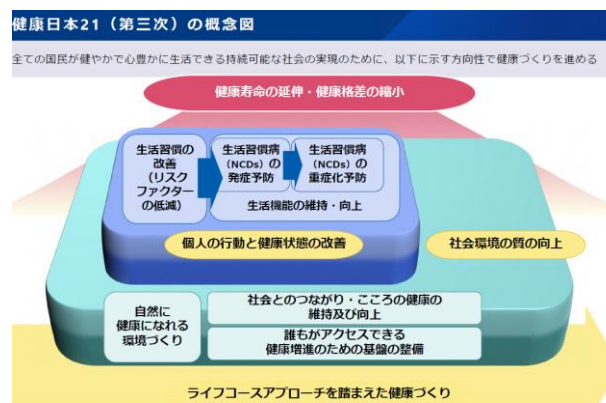 健康日本21(第三次)の概念図
全ての国民が健やかで心豊かに生活できる持続可能な社会の実現のために、以下に示す方向性で健康づくりを進める
健康寿命の延伸・健康格差の縮小
生活習慣の
改善
(リスク
ファクター
の低減)
生活習慣病
(NCDs)の
発症予防
生活習慣病
(NCDs)の
重症化予防
生活機能の維持・向上
個人の行動と健康状態の改善
社会環境の質の向上
自然に
健康になれる
環境づくり
社会とのつながり・こころの健康の
維持及び向上
誰もがアクセスできる
健康増進のための基盤の整備
ライフコースアプローチを踏まえた健康づくり